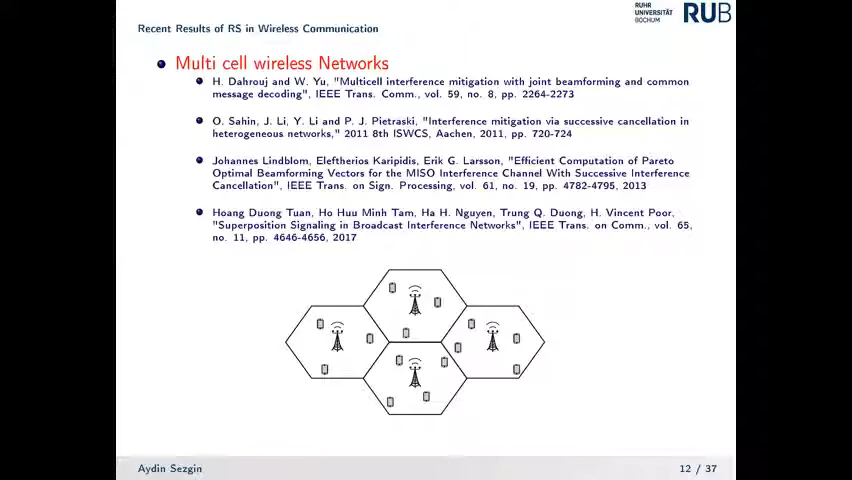 RUHR
UNIVERSITÄT
BOCHUM
RUB
Recent Results of RS in Wireless Communication
Multi cell wireless Networks
H. Dahrouj and W. Yu, "Multicell interference mitigation with joint beamforming and common
message decoding", IEEE Trans. Comm., vol. 59, no. 8, pp. 2264-2273
O. Sahin, J. Li, Y. Li and P. J. Pietraski, "Interference mitigation via successive cancellation in
heterogeneous networks," 2011 8th ISWCS, Aachen, 2011, pp. 720-724
Johannes Lindblom, Eleftherios Karipidis, Erik G. Larsson, "Efficient Computation of Pareto
Optimal Beamforming Vectors for the MISO Interference Channel With Successive Interference
Cancellation", IEEE Trans. on Sign. Processing, vol. 61, no. 19, pp. 4782-4795, 2013
Hoang Duong Tuan, Ho Huu Minh Tam, Ha H. Nguyen, Trung Q. Duong, H. Vincent Poor,
"Superposition Signaling in Broadcast Interference Networks", IEEE Trans. on Comm., vol. 65,
no. 11, pp. 4646-4656, 2017
Aydin Sezgin
12 / 37